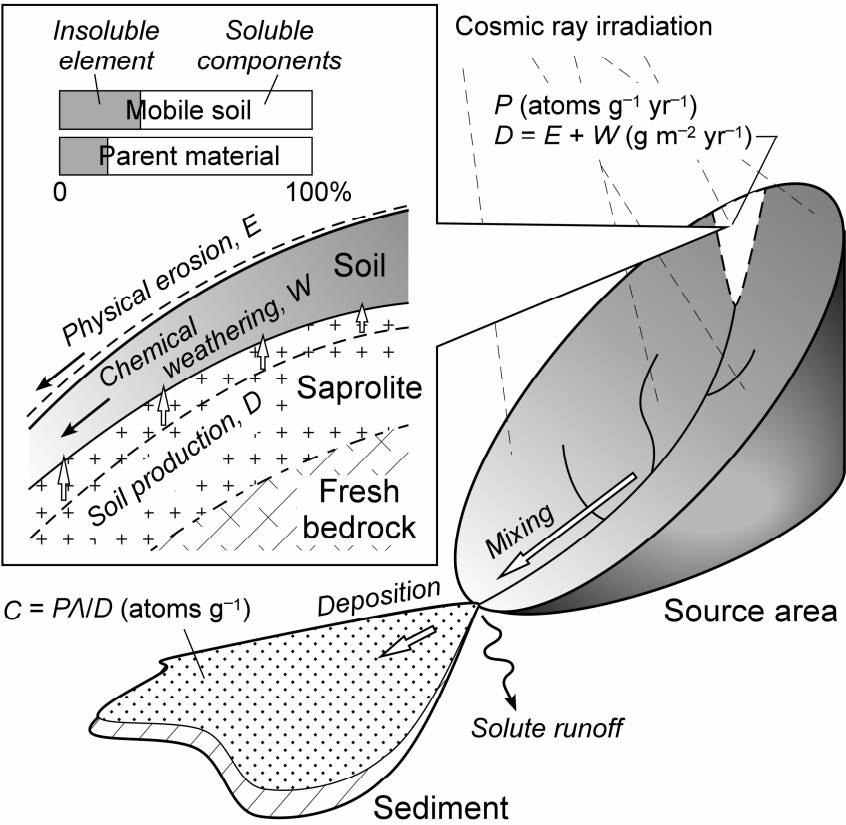 Insoluble
element
Soluble
components
Mobile soil
Parent material
0
100%
Cosmic ray irradiation
P (atoms g⁻¹ yr⁻¹)
D = E + W (g m⁻² yr⁻¹)
Physical erosion, E
Soil
Chemical
weathering, W
Saprolite
Soil production, D
Fresh
bedrock
Mixing
Source area
C = PΛ/D (atoms g⁻¹)
Deposition
Solute runoff
Sediment